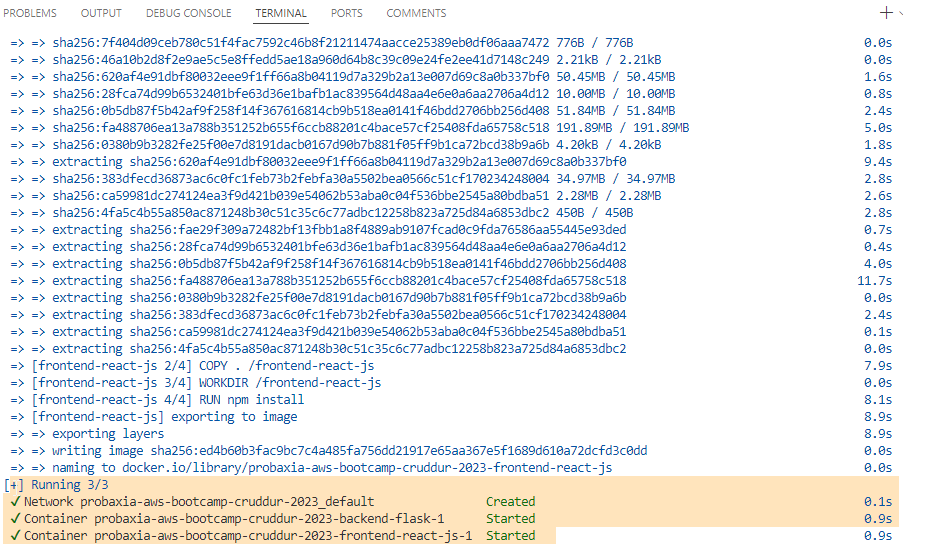 PROBLEMS OUTPUT DEBUG CONSOLE TERMINAL PORTS COMMENTS
=> => sha256:7f404d09ceb780c51f4fac7592c46b8f21211474aacce25389eb0df06aaa7472 776B / 776B 0.0s
=> => sha256:46a10b2d8f2e9ae5c5e8ffedd5ae18a960d64b8c39c09e24fe2ee41d7148c249 2.21kB / 2.21kB 0.0s
=> => sha256:620af4e91dbf80032eee9f1ff66a8b04119d7a329b2a13e007d69c8a0b337bf0 50.45MB / 50.45MB 1.6s
=> => sha256:28fca74d99b6532401bfe63d36e1bafb1ac839564d48aa4e6e0a6aa2706a4d12 10.00MB / 10.00MB 0.8s
=> => sha256:0b5db87f5b42af9f258f14f367616814cb9b518ea0141f46bdd2706bb256d408 51.84MB / 51.84MB 2.4s
=> => sha256:fa488706ea13a788b351252b655f6ccb88201c4bace57cf25408fda65758c518 191.89MB / 191.89MB 5.0s
=> => sha256:0380b9b3282fe25f00e7d8191dacb0167d90b7b881f05ff9b1ca72bcd38b9a6b 4.20kB / 4.20kB 1.8s
=> => extracting sha256:620af4e91dbf80032eee9f1ff66a8b04119d7a329b2a13e007d69c8a0b337bf0 9.4s
=> => sha256:383dfecd36873ac6c0fc1feb73b2febfa30a5502bea0566c51cf170234248004 34.97MB / 34.97MB 2.8s
=> => sha256:ca59981dc274124ea3f9d421b039e54062b53aba0c04f536bbe2545a80bdba51 2.28MB / 2.28MB 2.6s
=> => sha256:4fa5c4b55a850ac871248b30c51c35c6c77adbc12258b823a725d84a6853dbc2 450B / 450B 2.8s
=> => extracting sha256:fae29f309a72482bf13fbb1a8f4889ab9107fcad0c9fda76586aa55445e93ded 0.7s
=> => extracting sha256:28fca74d99b6532401bfe63d36e1bafb1ac839564d48aa4e6e0a6aa2706a4d12 0.4s
=> => extracting sha256:0b5db87f5b42af9f258f14f367616814cb9b518ea0141f46bdd2706bb256d408 4.0s
=> => extracting sha256:fa488706ea13a788b351252b655f6ccb88201c4bace57cf25408fda65758c518 11.7s
=> => extracting sha256:0380b9b3282fe25f00e7d8191dacb0167d90b7b881f05ff9b1ca72bcd38b9a6b 0.0s
=> => extracting sha256:383dfecd36873ac6c0fc1feb73b2febfa30a5502bea0566c51cf170234248004 2.4s
=> => extracting sha256:ca59981dc274124ea3f9d421b039e54062b53aba0c04f536bbe2545a80bdba51 0.1s
=> => extracting sha256:4fa5c4b55a850ac871248b30c51c35c6c77adbc12258b823a725d84a6853dbc2 0.0s
=> [frontend-react-js 2/4] COPY . /frontend-react-js 7.9s
=> [frontend-react-js 3/4] WORKDIR /frontend-react-js 0.0s
=> [frontend-react-js 4/4] RUN npm install 8.1s
=> [frontend-react-js] exporting to image 8.9s
=> => exporting layers 8.9s
=> => writing image sha256:ed4b60b3fac9bc7c4a485fa756dd21917e65aa367e5f1689d610a72dcfd3c0dd 0.0s
=> => naming to docker.io/library/probaxia-aws-bootcamp-cruddur-2023-frontend-react-js 0.0s
[+] Running 3/3
✓ Network probaxia-aws-bootcamp-cruddur-2023_default Created 0.1s
✓ Container probaxia-aws-bootcamp-cruddur-2023-backend-flask-1 Started 0.9s
✓ Container probaxia-aws-bootcamp-cruddur-2023-frontend-react-js-1 Started 0.9s